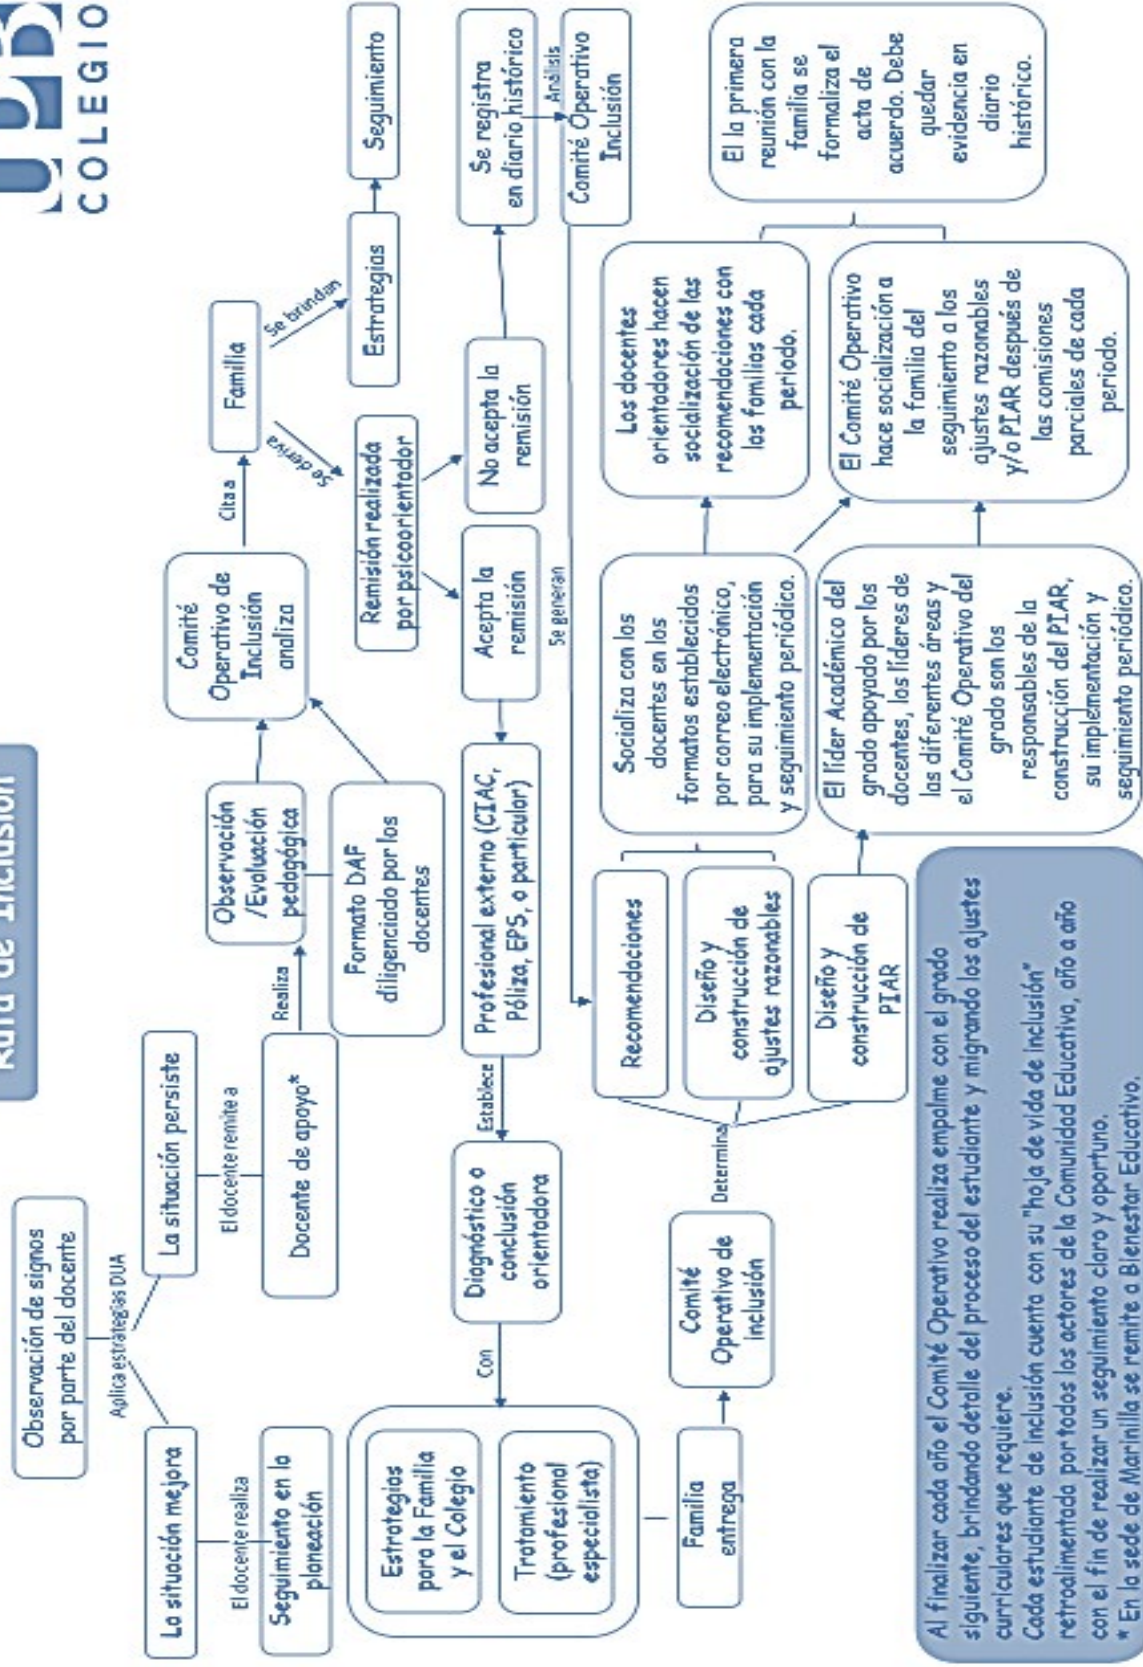 UPB
COLEGIO
Ruta de Inclusión
Observación de signos
por parte del docente
Aplica estrategias DUA
La situación mejora
El docente realiza
Seguimiento en la
planeación
La situación persiste
El docente remite a
Docente de apoyo*
Realiza
Observación
/Evaluación
pedagógica
Formato DAF
diligenciado por los
docentes
Comité
Operativo de
Inclusión
analiza
Cita a
Familia
Se deriva
Se brindan
Estrategias
Seguimiento
Remisión realizada
por psicoorientador
Acepta la
remisión
No acepta la
remisión
Se registra
en diario histórico
Análisis
Comité Operativo
Inclusión
Se generan
Profesional externo (CIAC,
Póliza, EPS, o particular)
Establece
Diagnóstico o
conclusión
orientadora
Con
Estrategias
para la Familia
y el Colegio
Tratamiento
(profesional
especialista)
Familia
entrega
Comité
Operativo de
inclusión
Determina
Recomendaciones
Diseño y
construcción de
ajustes razonables
Diseño y
construcción de
PIAR
Socializa con los
docentes en los
formatos establecidos
por correo electrónico,
para su implementación
y seguimiento periódico.
El líder Académico del
grado apoyado por los
docentes, los líderes de
las diferentes áreas y
el Comité Operativo del
grado son los
responsables de la
construcción del PIAR,
su implementación y
seguimiento periódico.
Los docentes
orientadores hacen
socialización de las
recomendaciones con
las familias cada
periodo.
El Comité Operativo
hace socialización a
la familia del
seguimiento a los
ajustes razonables
y/o PIAR después de
las comisiones
parciales de cada
periodo.
El la primera
reunión con la
familia se
formaliza el
acta de
acuerdo. Debe
quedar
evidencia en
diario
histórico.
Al finalizar cada año el Comité Operativo realiza empalme con el grado
siguiente, brindando detalle del proceso del estudiante y migrando los ajustes
curriculares que requiere.
Cada estudiante de inclusión cuenta con su "hoja de vida de inclusión"
retroalimentada por todos los actores de la Comunidad Educativa, año a año
con el fin de realizar un seguimiento claro y oportuno.
* En la sede de Marinilla se remite a Bienestar Educativo.